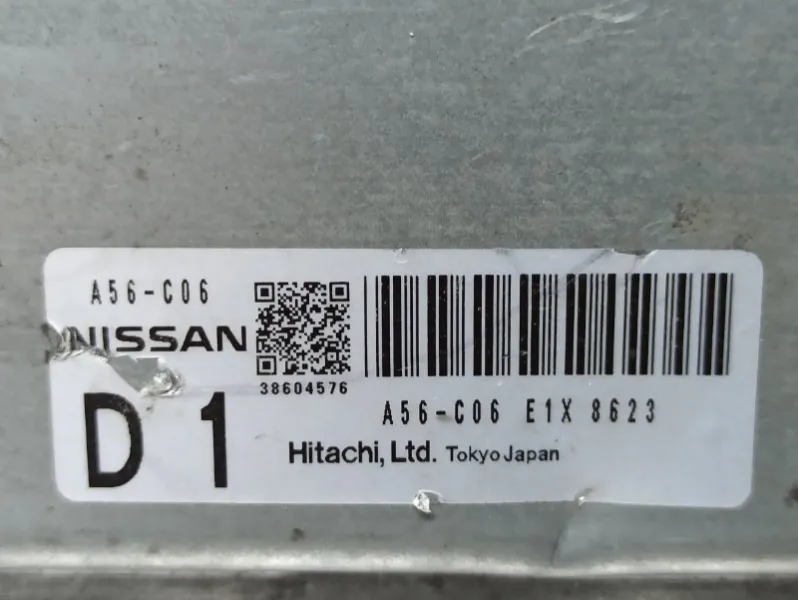 A56-C06
NISSAN
38604576
D 1
A56-C06 E1X 8623
Hitachi, Ltd. Tokyo Japan